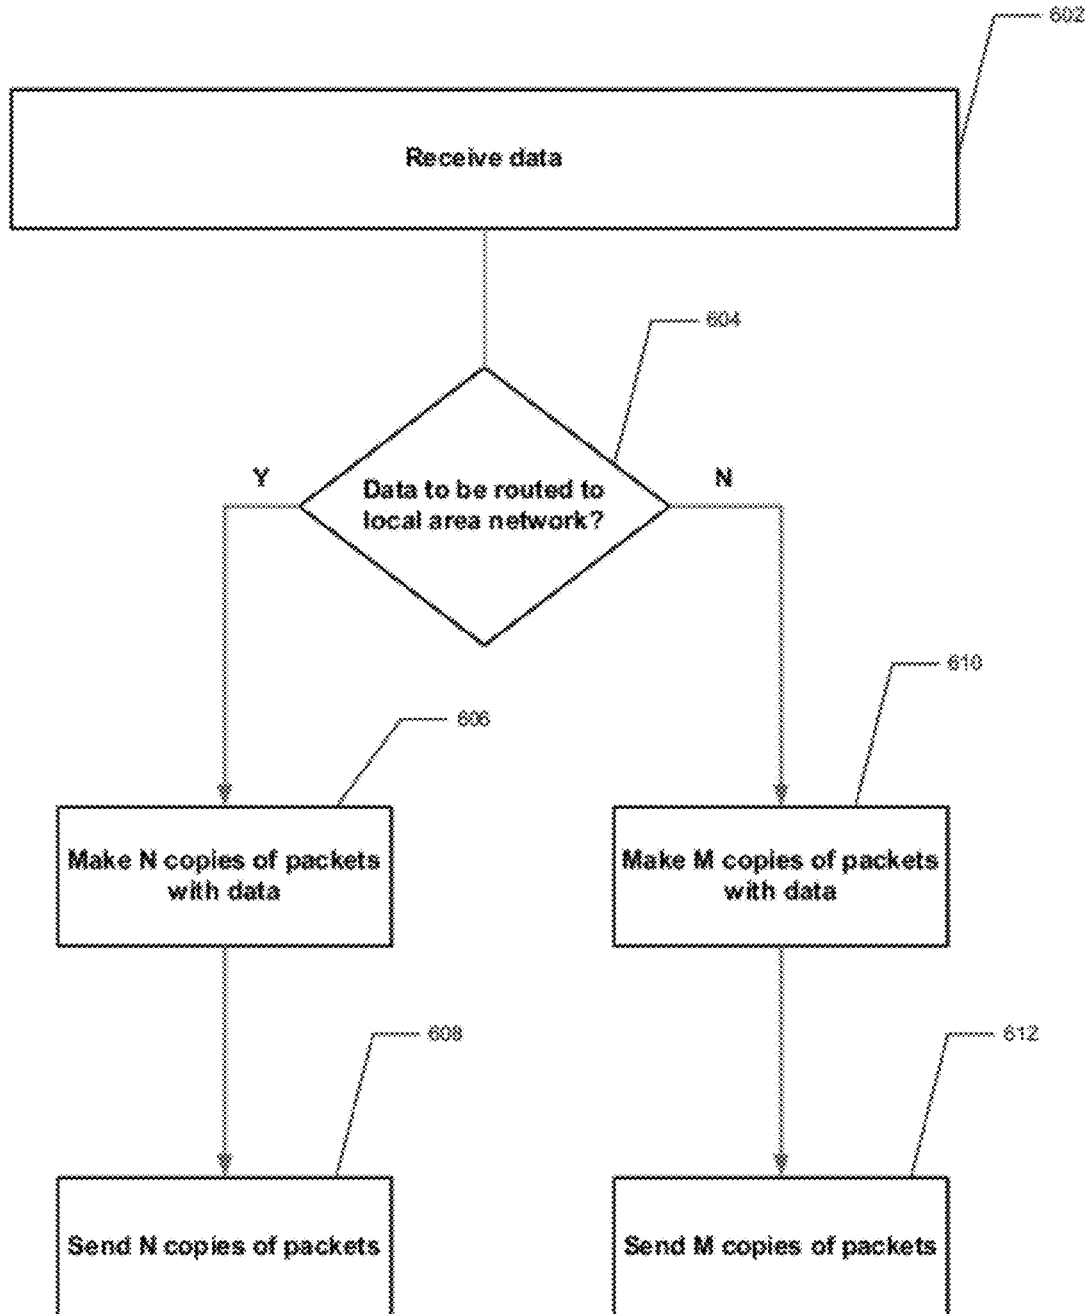 602
Receive data
604
Y
N
Data to be routed to
local area network?
610
606
Make N copies of packets
with data
Make M copies of packets
with data
608
612
Send N copies of packets
Send M copies of packets